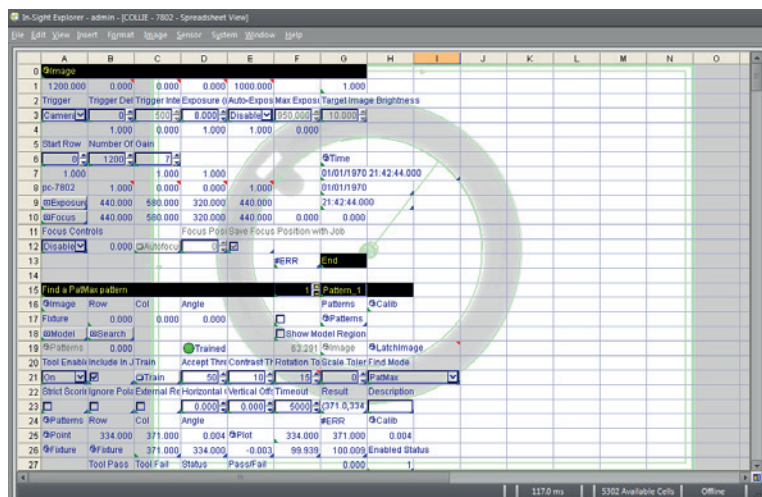 In-Sight Explorer - admin - [COLLIE - 7802 - Spreadsheet View]
File Edit View Insert Format Image Sensor System Window Help
A B C D E F G H I J K L M N O
0 Image
1 1200.000 0.000 0.000 0.000 1000.000 1.000
2 Trigger Trigger Del Trigger Inte Exposure ( Auto-Expos Max Exposi Target Image Brightness
3 Camera 0 500 8.000 Disable 950.000 10.000
4 1.000 0.000 1.000 1.000 0.000
5 Start Row Number Of Gain
6 0 1200 7 Time
7 1.000 1.000 1.000 01/01/1970 21:42:44.000
8 pc-7802 1.000 0.000 0.000 1.000 01/01/1970
9 Exposure 440.000 580.000 320.000 440.000 21:42:44.000
10 Focus 440.000 580.000 320.000 440.000 0.000 0.000
11 Focus Controls Focus Posi Save Focus Position with Job
12 Disable 0.000 Autofocu 0
13 #ERR End
14
15 Find a PatMax pattern 1 Pattern_1
16 Image Row Col Angle Patterns Calib
17 Fixture 0.000 0.000 0.000 Patterns
18 Model Search Show Model Region
19 Patterns 0.000 Trained 63.291 Image LatchImage
20 Tool Enable Include In J Train Accept Thre Contrast Th Rotation To Scale Toler Find Mode
21 On Train 50 10 15 0 PatMax
22 Strict Scorin Ignore Pola External Re Horizontal Vertical Offs Timeout Result Description
23 0.000 0.000 5000 (371.0,334
24 Patterns Row Col Angle #ERR Calib
25 Point 334.000 371.000 0.004 Plot 334.000 371.000 0.004
26 Fixture Fixture 371.000 334.000 -0.003 99.939 100.009 Enabled Status
27 Tool Pass Tool Fail Status Pass/Fail 0.000 1
117.0 ms 5302 Available Cells Offline